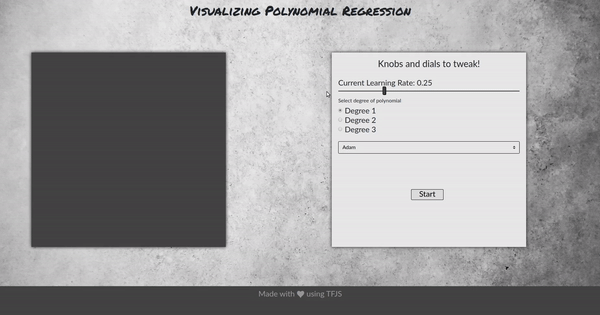 Visualizing Polynomial Regression
Knobs and dials to tweak!
Current Learning Rate: 0.25
Select degree of polynomial
Degree 1
Degree 2
Degree 3
Adam
Start
Made with ❤ using TFJS